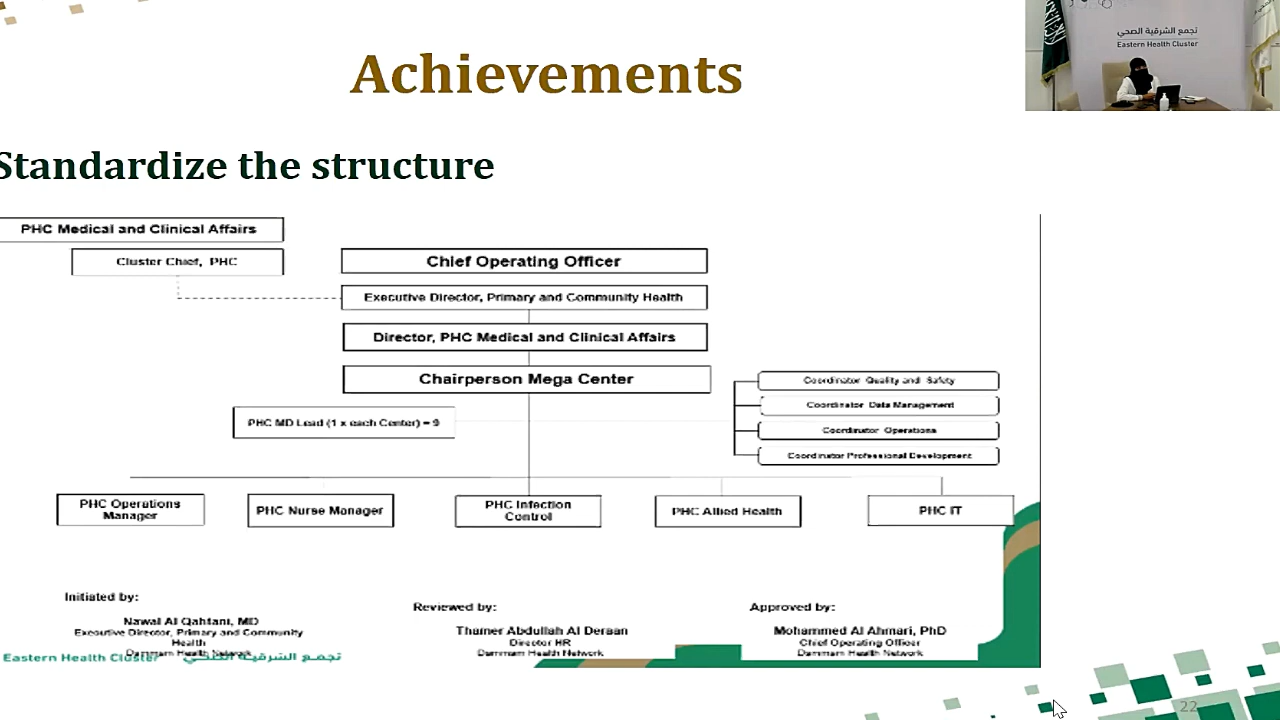 Achievements
تجمع الشرقية الصحي
Eastern Health Cluster
Standardize the structure
PHC Medical and Clinical Affairs
Cluster Chief, PHC
Chief Operating Officer
Executive Director, Primary and Community Health
Director, PHC Medical and Clinical Affairs
Chairperson Mega Center
PHC MD Lead (1 x each Center) = 9
Coordinator Quality and Safety
Coordinator Data Management
Coordinator Operations
Coordinator Professional Development
PHC Operations
Manager
PHC Nurse Manager
PHC Infection
Control
PHC Allied Health
PHC IT
Initiated by:
Nawal Al Qahtani, MD
Executive Director, Primary and Community
Health
Dammam Health Network
Reviewed by:
Thamer Abdullah Al Deraan
Director HR
Dammam Health Network
Approved by:
Mohammed Al Ahmari, PhD
Chief Operating Officer
Dammam Health Network
Eastern Health Cluster تجمع الشرقية الصحي
22